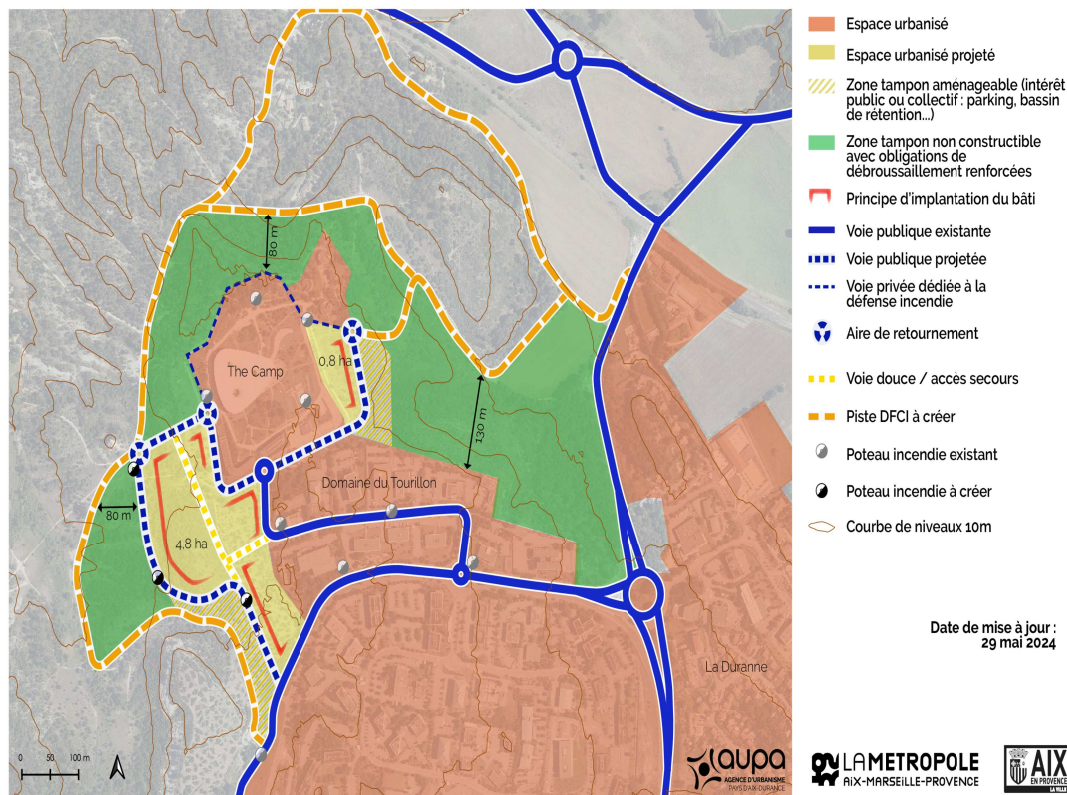 Espace urbanisé
Espace urbanisé projeté
Zone tampon aménageable (intérêt
public ou collectif : parking, bassin
de rétention...)
Zone tampon non constructible
avec obligations de
débroussaillement renforcées
Principe d'implantation du bâti
Voie publique existante
Voie publique projetée
Voie privée dédiée à la
défense incendie
Aire de retournement
Voie douce / accès secours
Piste DFCI à créer
Poteau incendie existant
Poteau incendie à créer
Courbe de niveaux 10m
80 m
The Camp
0,8 ha
130 m
Domaine du Tourillon
80 m
4,8 ha
La Duranne
Date de mise à jour :
29 mai 2024
0 50 100 m
aupa
AGENCE D'URBANISME
PAYS D'AIX-DURANCE
LA METROPOLE
AIX-MARSEILLE-PROVENCE
AIX
EN PROVENCE
LA VILLE